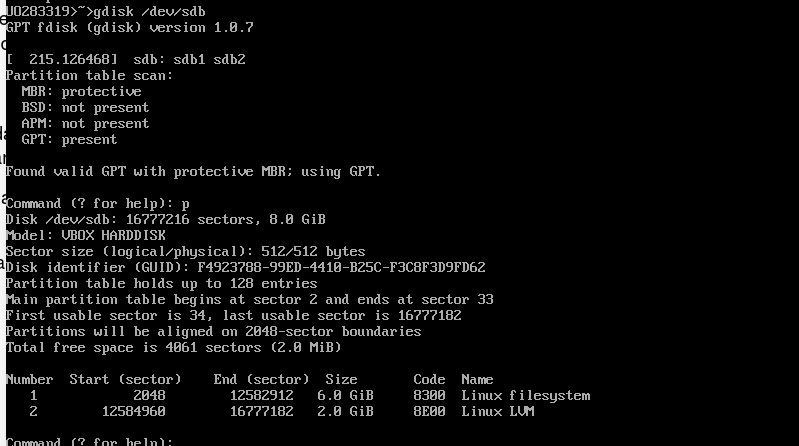 UO283319>~>gdisk /dev/sdb
GPT fdisk (gdisk) version 1.0.7
[  215.126468]  sdb: sdb1 sdb2
Partition table scan:
  MBR: protective
  BSD: not present
  APM: not present
  GPT: present
Found valid GPT with protective MBR; using GPT.
Command (? for help): p
Disk /dev/sdb: 16777216 sectors, 8.0 GiB
Model: VBOX HARDDISK
Sector size (logical/physical): 512/512 bytes
Disk identifier (GUID): F4923788-99ED-4410-B25C-F3C8F3D9FD62
Partition table holds up to 128 entries
Main partition table begins at sector 2 and ends at sector 33
First usable sector is 34, last usable sector is 16777182
Partitions will be aligned on 2048-sector boundaries
Total free space is 4061 sectors (2.0 MiB)
Number  Start (sector)    End (sector)  Size       Code  Name
   1            2048        12582912   6.0 GiB     8300  Linux filesystem
   2        12584960        16777182   2.0 GiB     8E00  Linux LVM
Command (? for help):